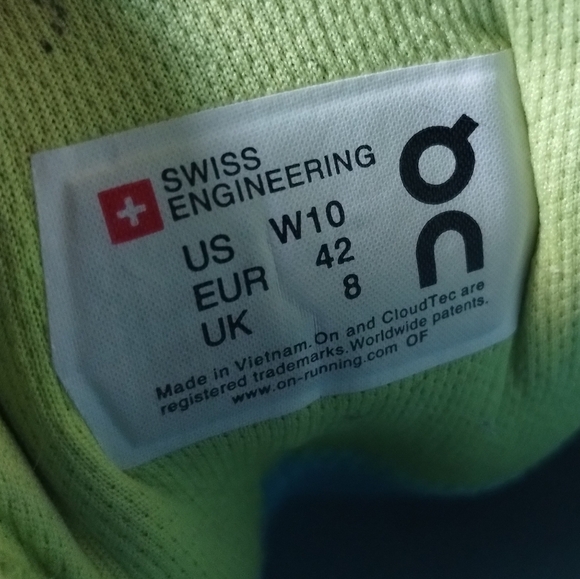 SWISS
ENGINEERING
On
US W10
EUR 42
UK 8
Made in Vietnam. On and CloudTec are
registered trademarks. Worldwide patents.
www.on-running.com OF